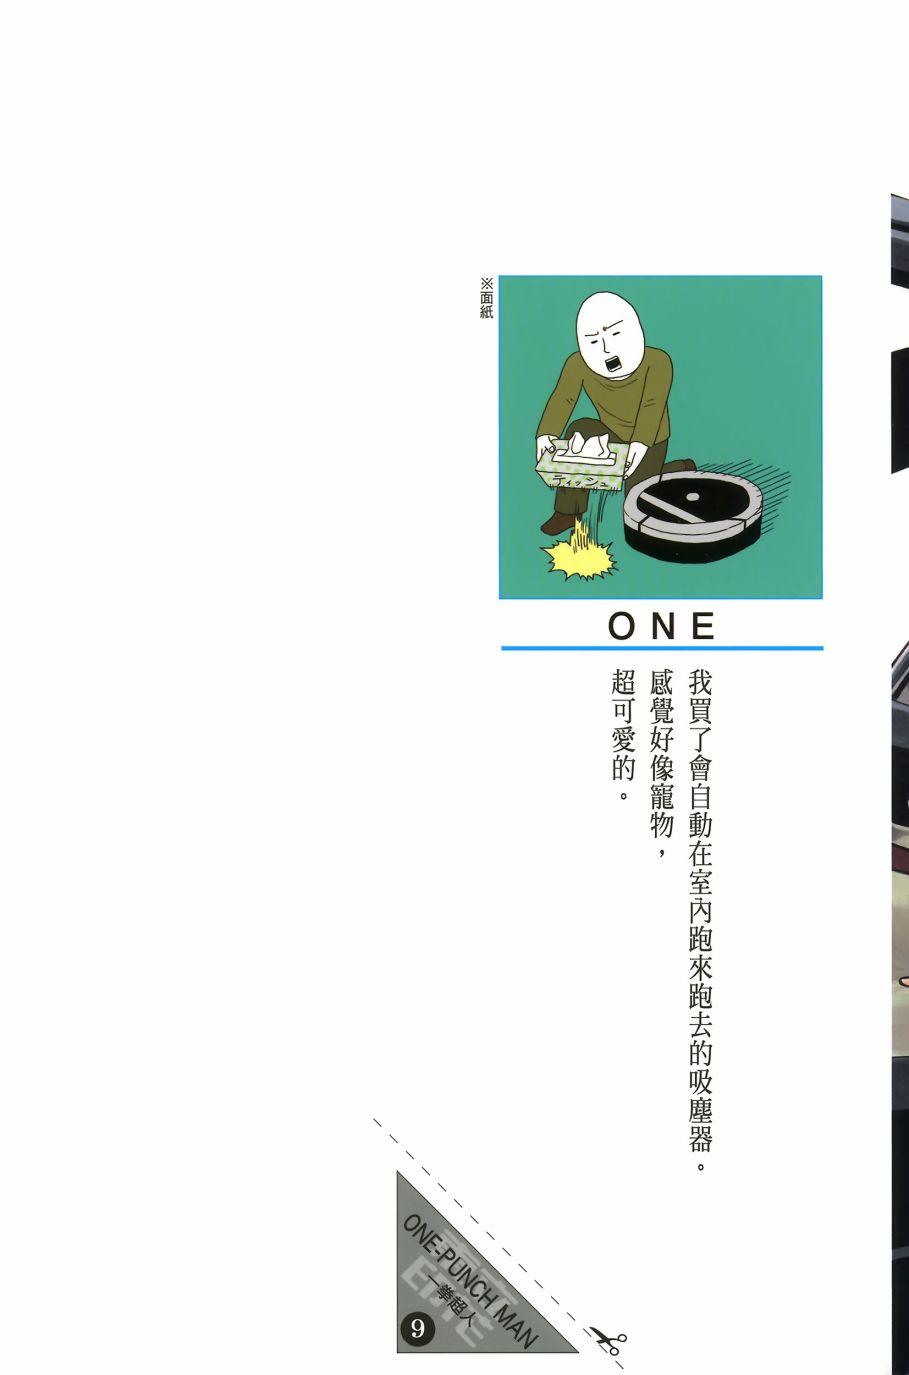 ※面紙
ティッシュ
ONE
我買了會自動在室內跑來跑去的吸塵器。
感覺好像寵物，
超可愛的。
ONE-PUNCH MAN
一拳超人
9